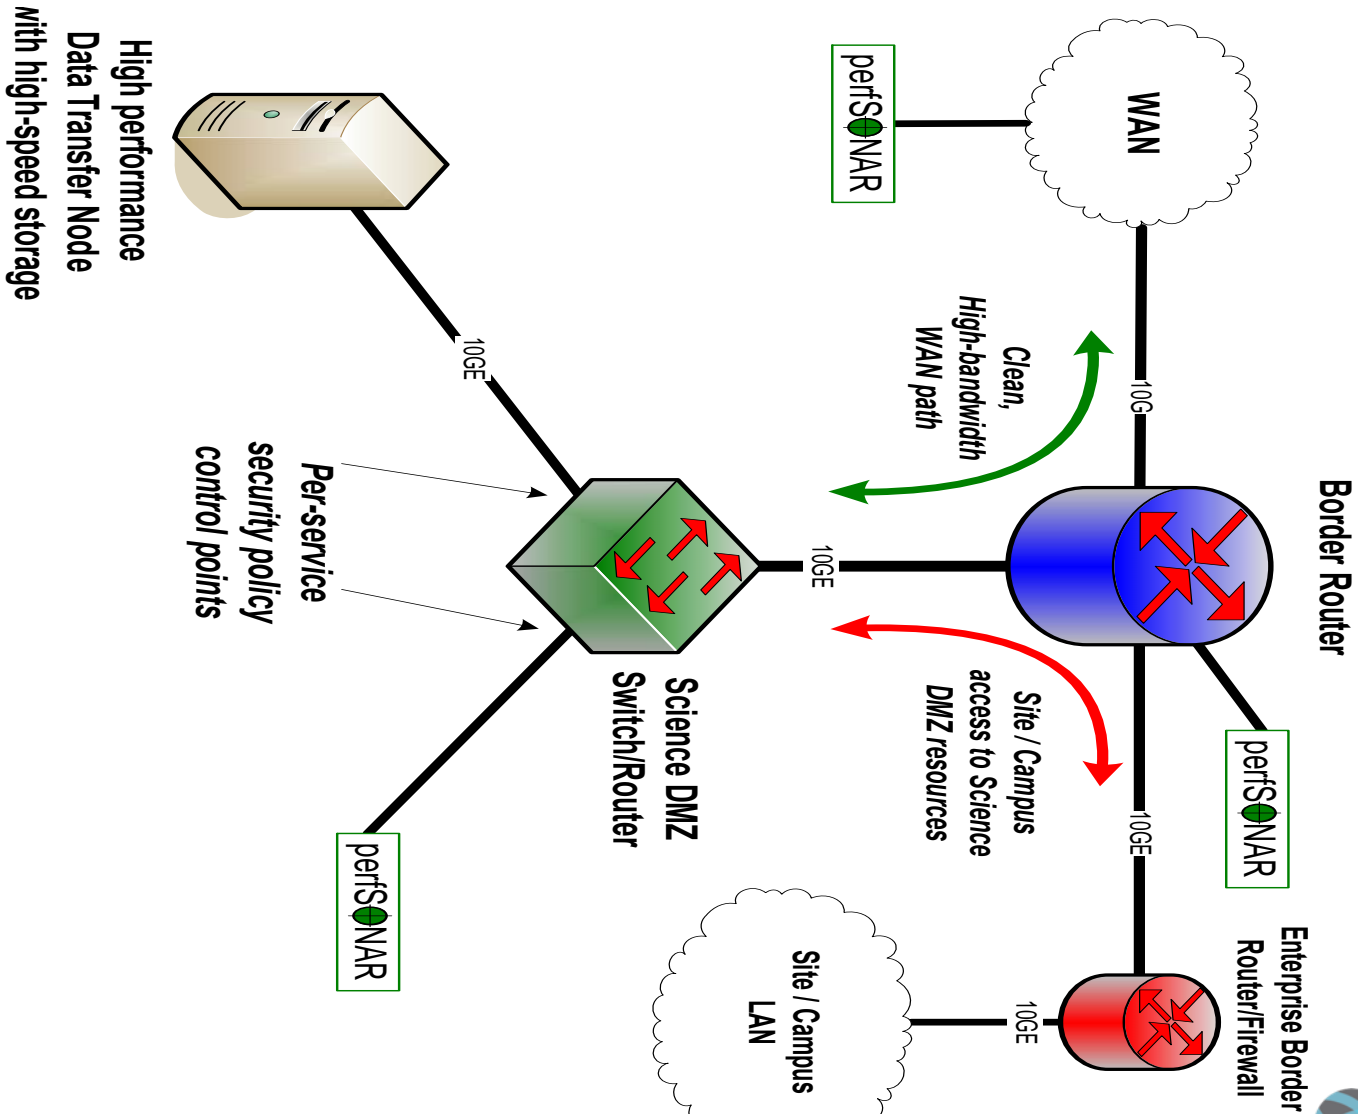 Border Router
WAN
10G
perfSONAR
perfSONAR
Clean,
High-bandwidth
WAN path
Site / Campus
access to Science
DMZ resources
10GE
Enterprise Border
Router/Firewall
10GE
10GE
Site / Campus
LAN
Science DMZ
Switch/Router
10GE
Per-service
security policy
control points
perfSONAR
High performance
Data Transfer Node
with high-speed storage